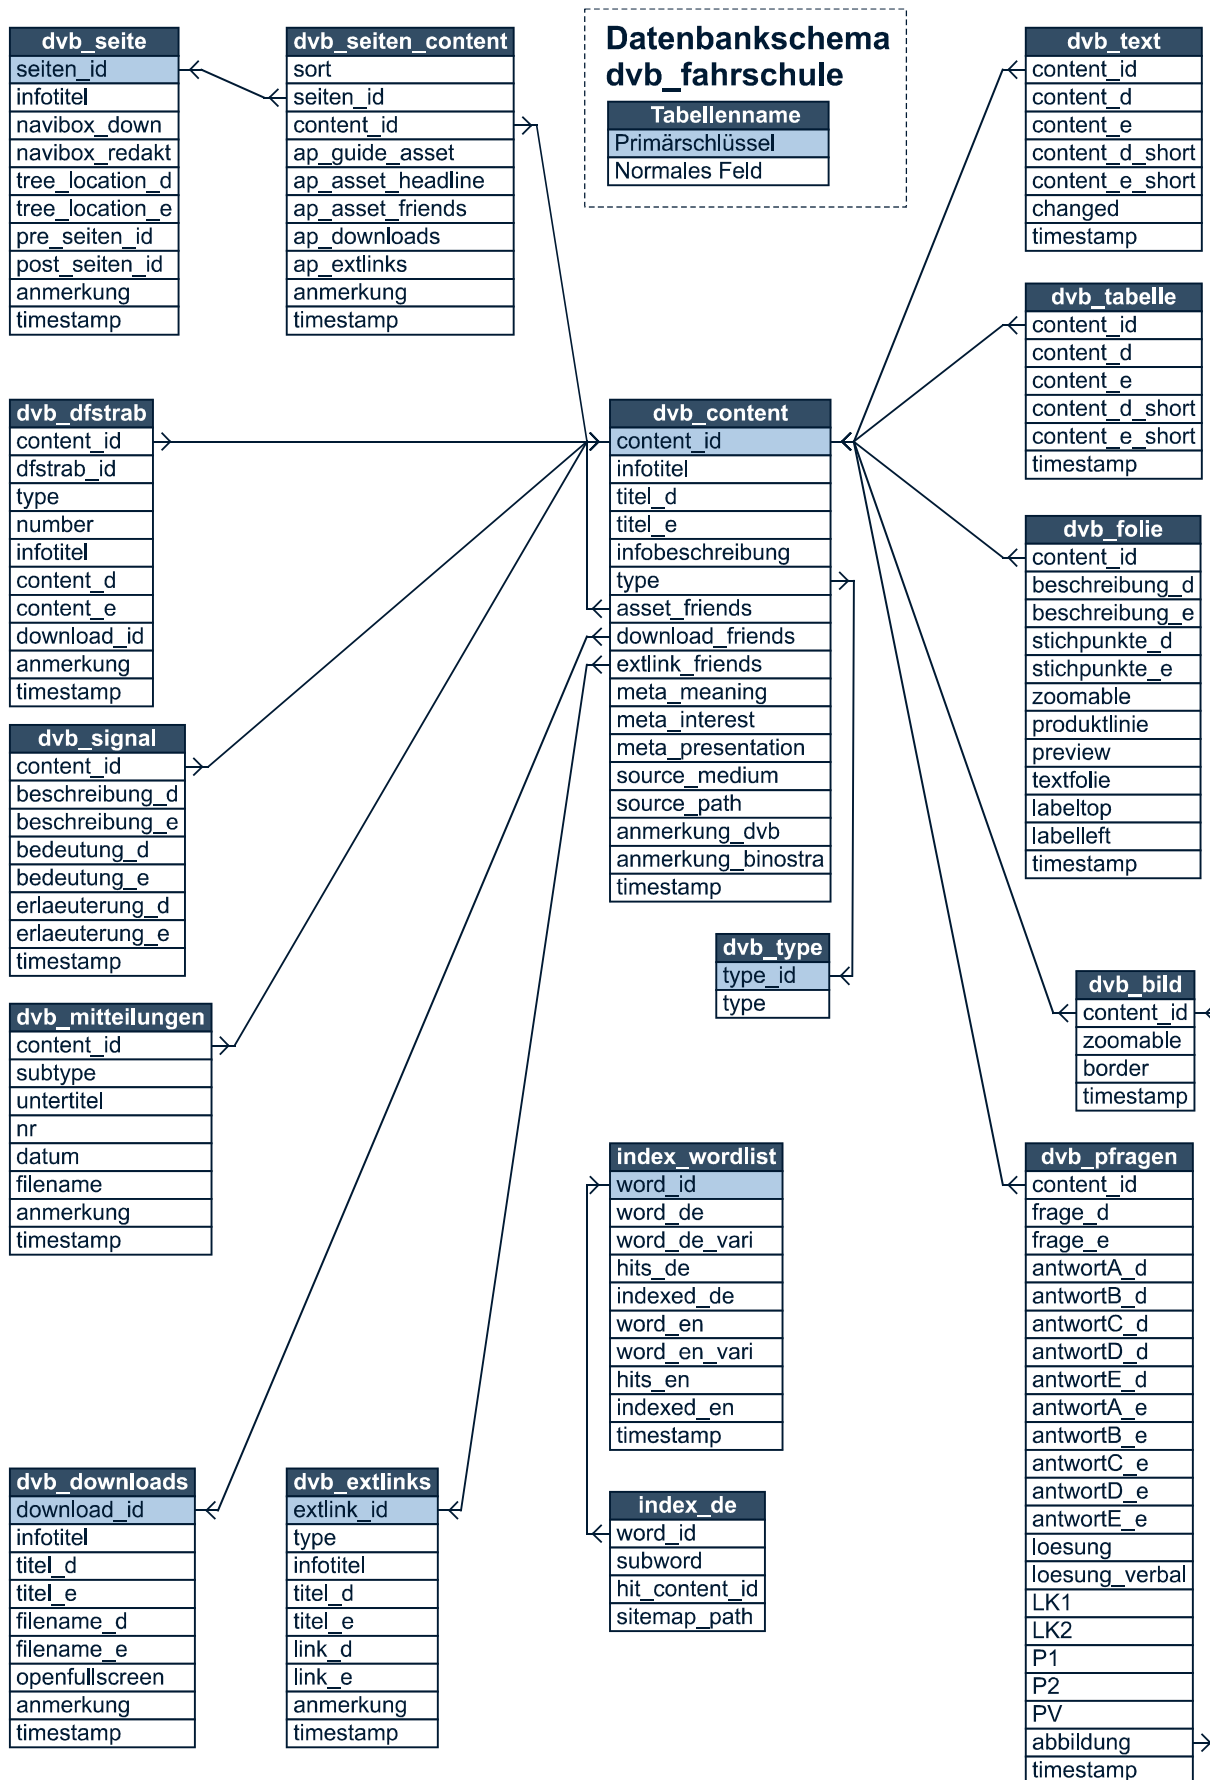 Datenbankschema
dvb_fahrschule
Tabellenname
Primärschlüssel
Normales Feld
dvb_seite
seiten_id
infotitel
navibox_down
navibox_redakt
tree_location_d
tree_location_e
pre_seiten_id
post_seiten_id
anmerkung
timestamp
dvb_seiten_content
sort
seiten_id
content_id
ap_guide_asset
ap_asset_headline
ap_asset_friends
ap_downloads
ap_extlinks
anmerkung
timestamp
dvb_text
content_id
content_d
content_e
content_d_short
content_e_short
changed
timestamp
dvb_tabelle
content_id
content_d
content_e
content_d_short
content_e_short
timestamp
dvb_dfstrab
content_id
dfstrab_id
type
number
infotitel
content_d
content_e
download_id
anmerkung
timestamp
dvb_content
content_id
infotitel
titel_d
titel_e
infobeschreibung
type
asset_friends
download_friends
extlink_friends
meta_meaning
meta_interest
meta_presentation
source_medium
source_path
anmerkung_dvb
anmerkung_binostra
timestamp
dvb_folie
content_id
beschreibung_d
beschreibung_e
stichpunkte_d
stichpunkte_e
zoomable
produktlinie
preview
textfolie
labeltop
labelleft
timestamp
dvb_signal
content_id
beschreibung_d
beschreibung_e
bedeutung_d
bedeutung_e
erlaeuterung_d
erlaeuterung_e
timestamp
dvb_type
type_id
type
dvb_bild
content_id
zoomable
border
timestamp
dvb_mitteilungen
content_id
subtype
untertitel
nr
datum
filename
anmerkung
timestamp
index_wordlist
word_id
word_de
word_de_vari
hits_de
indexed_de
word_en
word_en_vari
hits_en
indexed_en
timestamp
dvb_pfragen
content_id
frage_d
frage_e
antwortA_d
antwortB_d
antwortC_d
antwortD_d
antwortE_d
antwortA_e
antwortB_e
antwortC_e
antwortD_e
antwortE_e
loesung
loesung_verbal
LK1
LK2
P1
P2
PV
abbildung
timestamp
dvb_downloads
download_id
infotitel
titel_d
titel_e
filename_d
filename_e
openfullscreen
anmerkung
timestamp
dvb_extlinks
extlink_id
type
infotitel
titel_d
titel_e
link_d
link_e
anmerkung
timestamp
index_de
word_id
subword
hit_content_id
sitemap_path